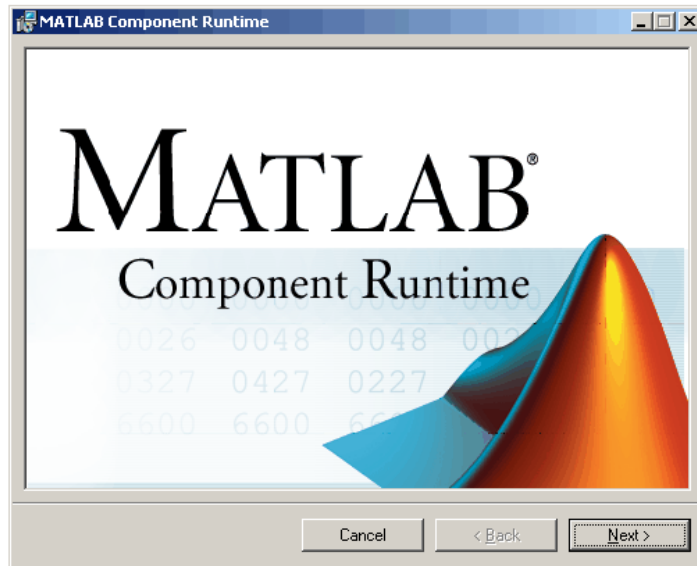 MATLAB Component Runtime
MATLAB®
Component Runtime
0026 0048 0048
0327 0427 0227
6600 6600
Cancel < Back Next >